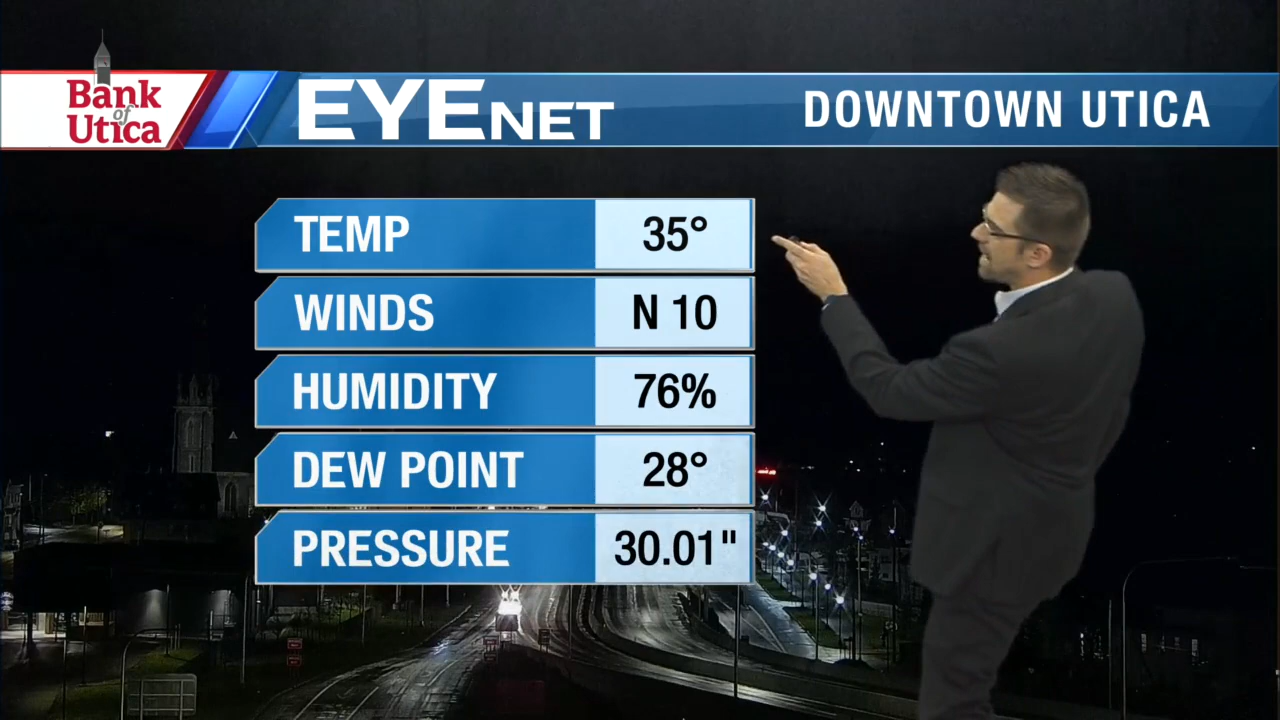 Bank
of
Utica
EYENET
DOWNTOWN UTICA
TEMP 35°
WINDS N 10
HUMIDITY 76%
DEW POINT 28°
PRESSURE 30.01"